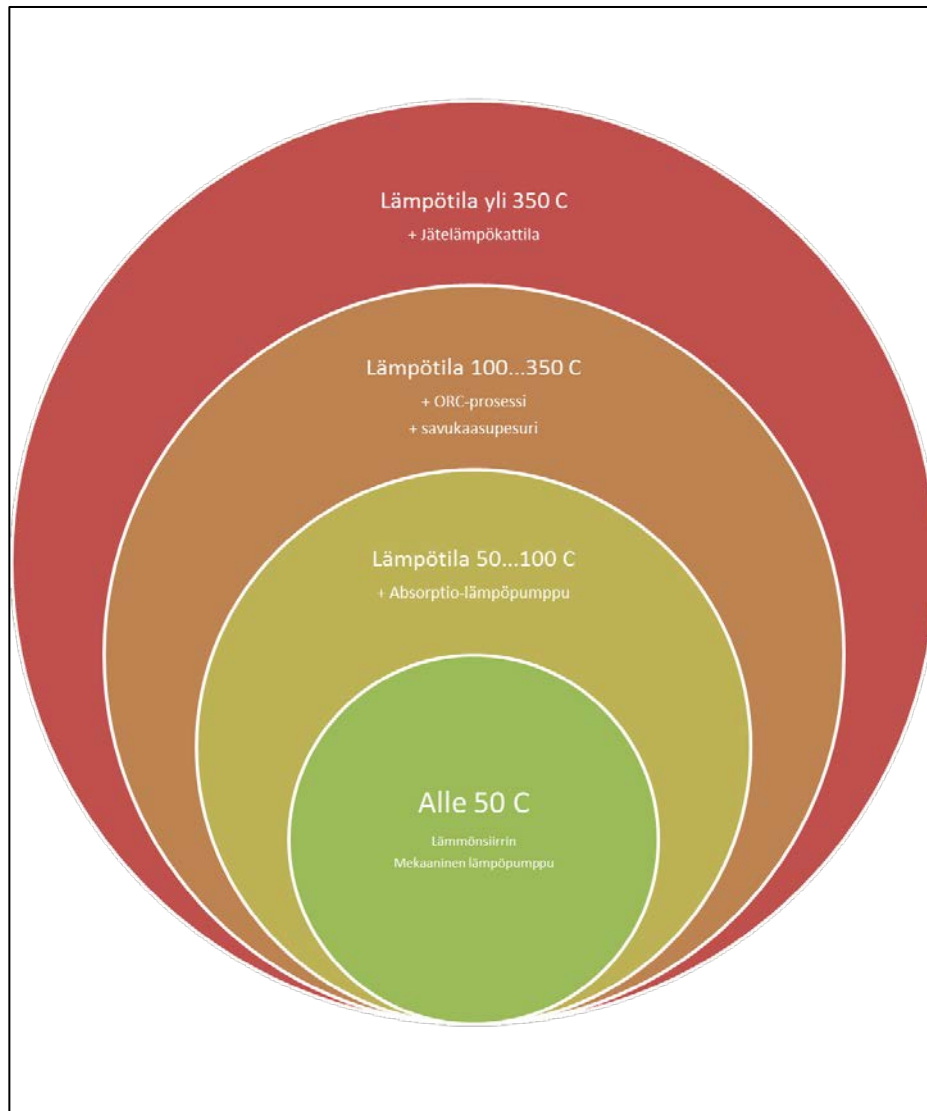 Lämpötila yli 350 C
+ Jätelämpökattila
Lämpötila 100...350 C
+ ORC-prosessi
+ savukaasupesuri
Lämpötila 50...100 C
+ Absorptio-lämpöpumppu
Alle 50 C
Lämmönsiirrin
Mekaaninen lämpöpumppu